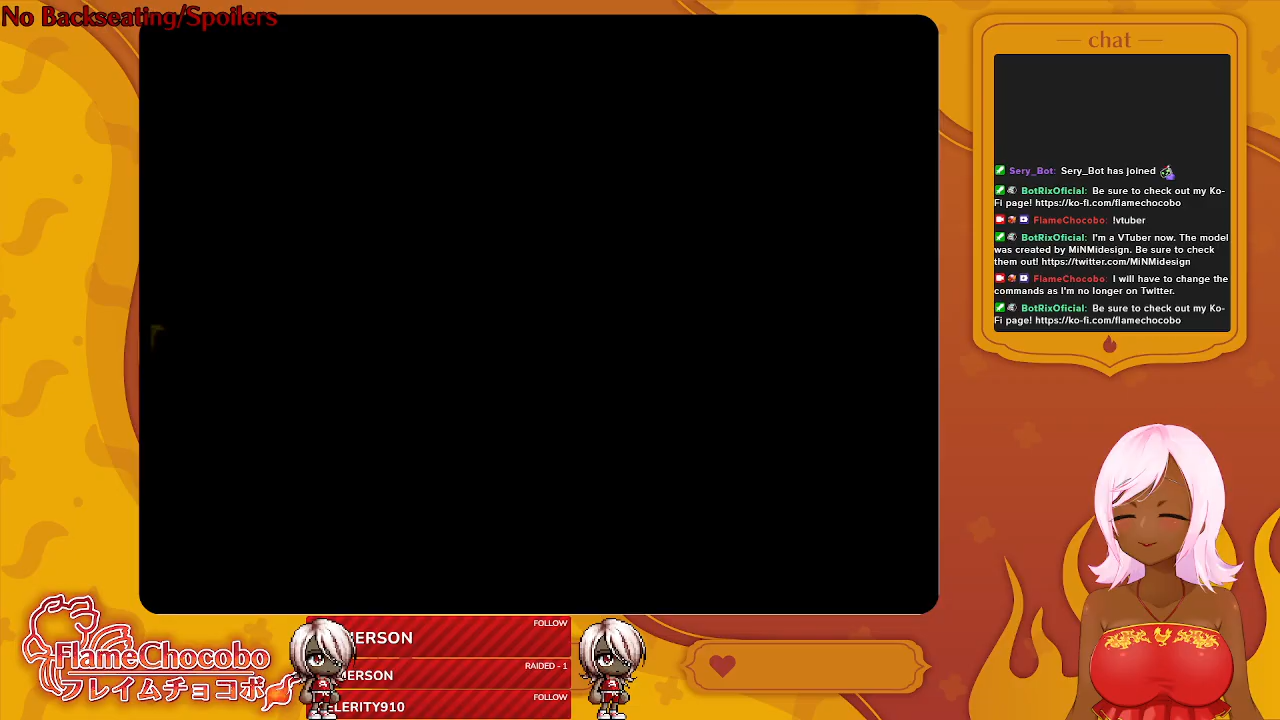 No Backseating/Spoilers
chat
Sery_Bot: Sery_Bot has joined
BotRixOficial: Be sure to check out my Ko-
Fi page! https://ko-fi.com/flamechocobo
FlameChocobo: !vtuber
BotRixOficial: I'm a VTuber now. The model
was created by MiNMidesign. Be sure to check
them out! https://twitter.com/MiNMidesign
FlameChocobo: I will have to change the
commands as I'm no longer on Twitter.
BotRixOficial: Be sure to check out my Ko-
Fi page! https://ko-fi.com/flamechocobo
FlameChocobo
フレイムチョコボ
FOLLOW
ERSON
RAIDED - 1
ERSON
FOLLOW
LERITY910